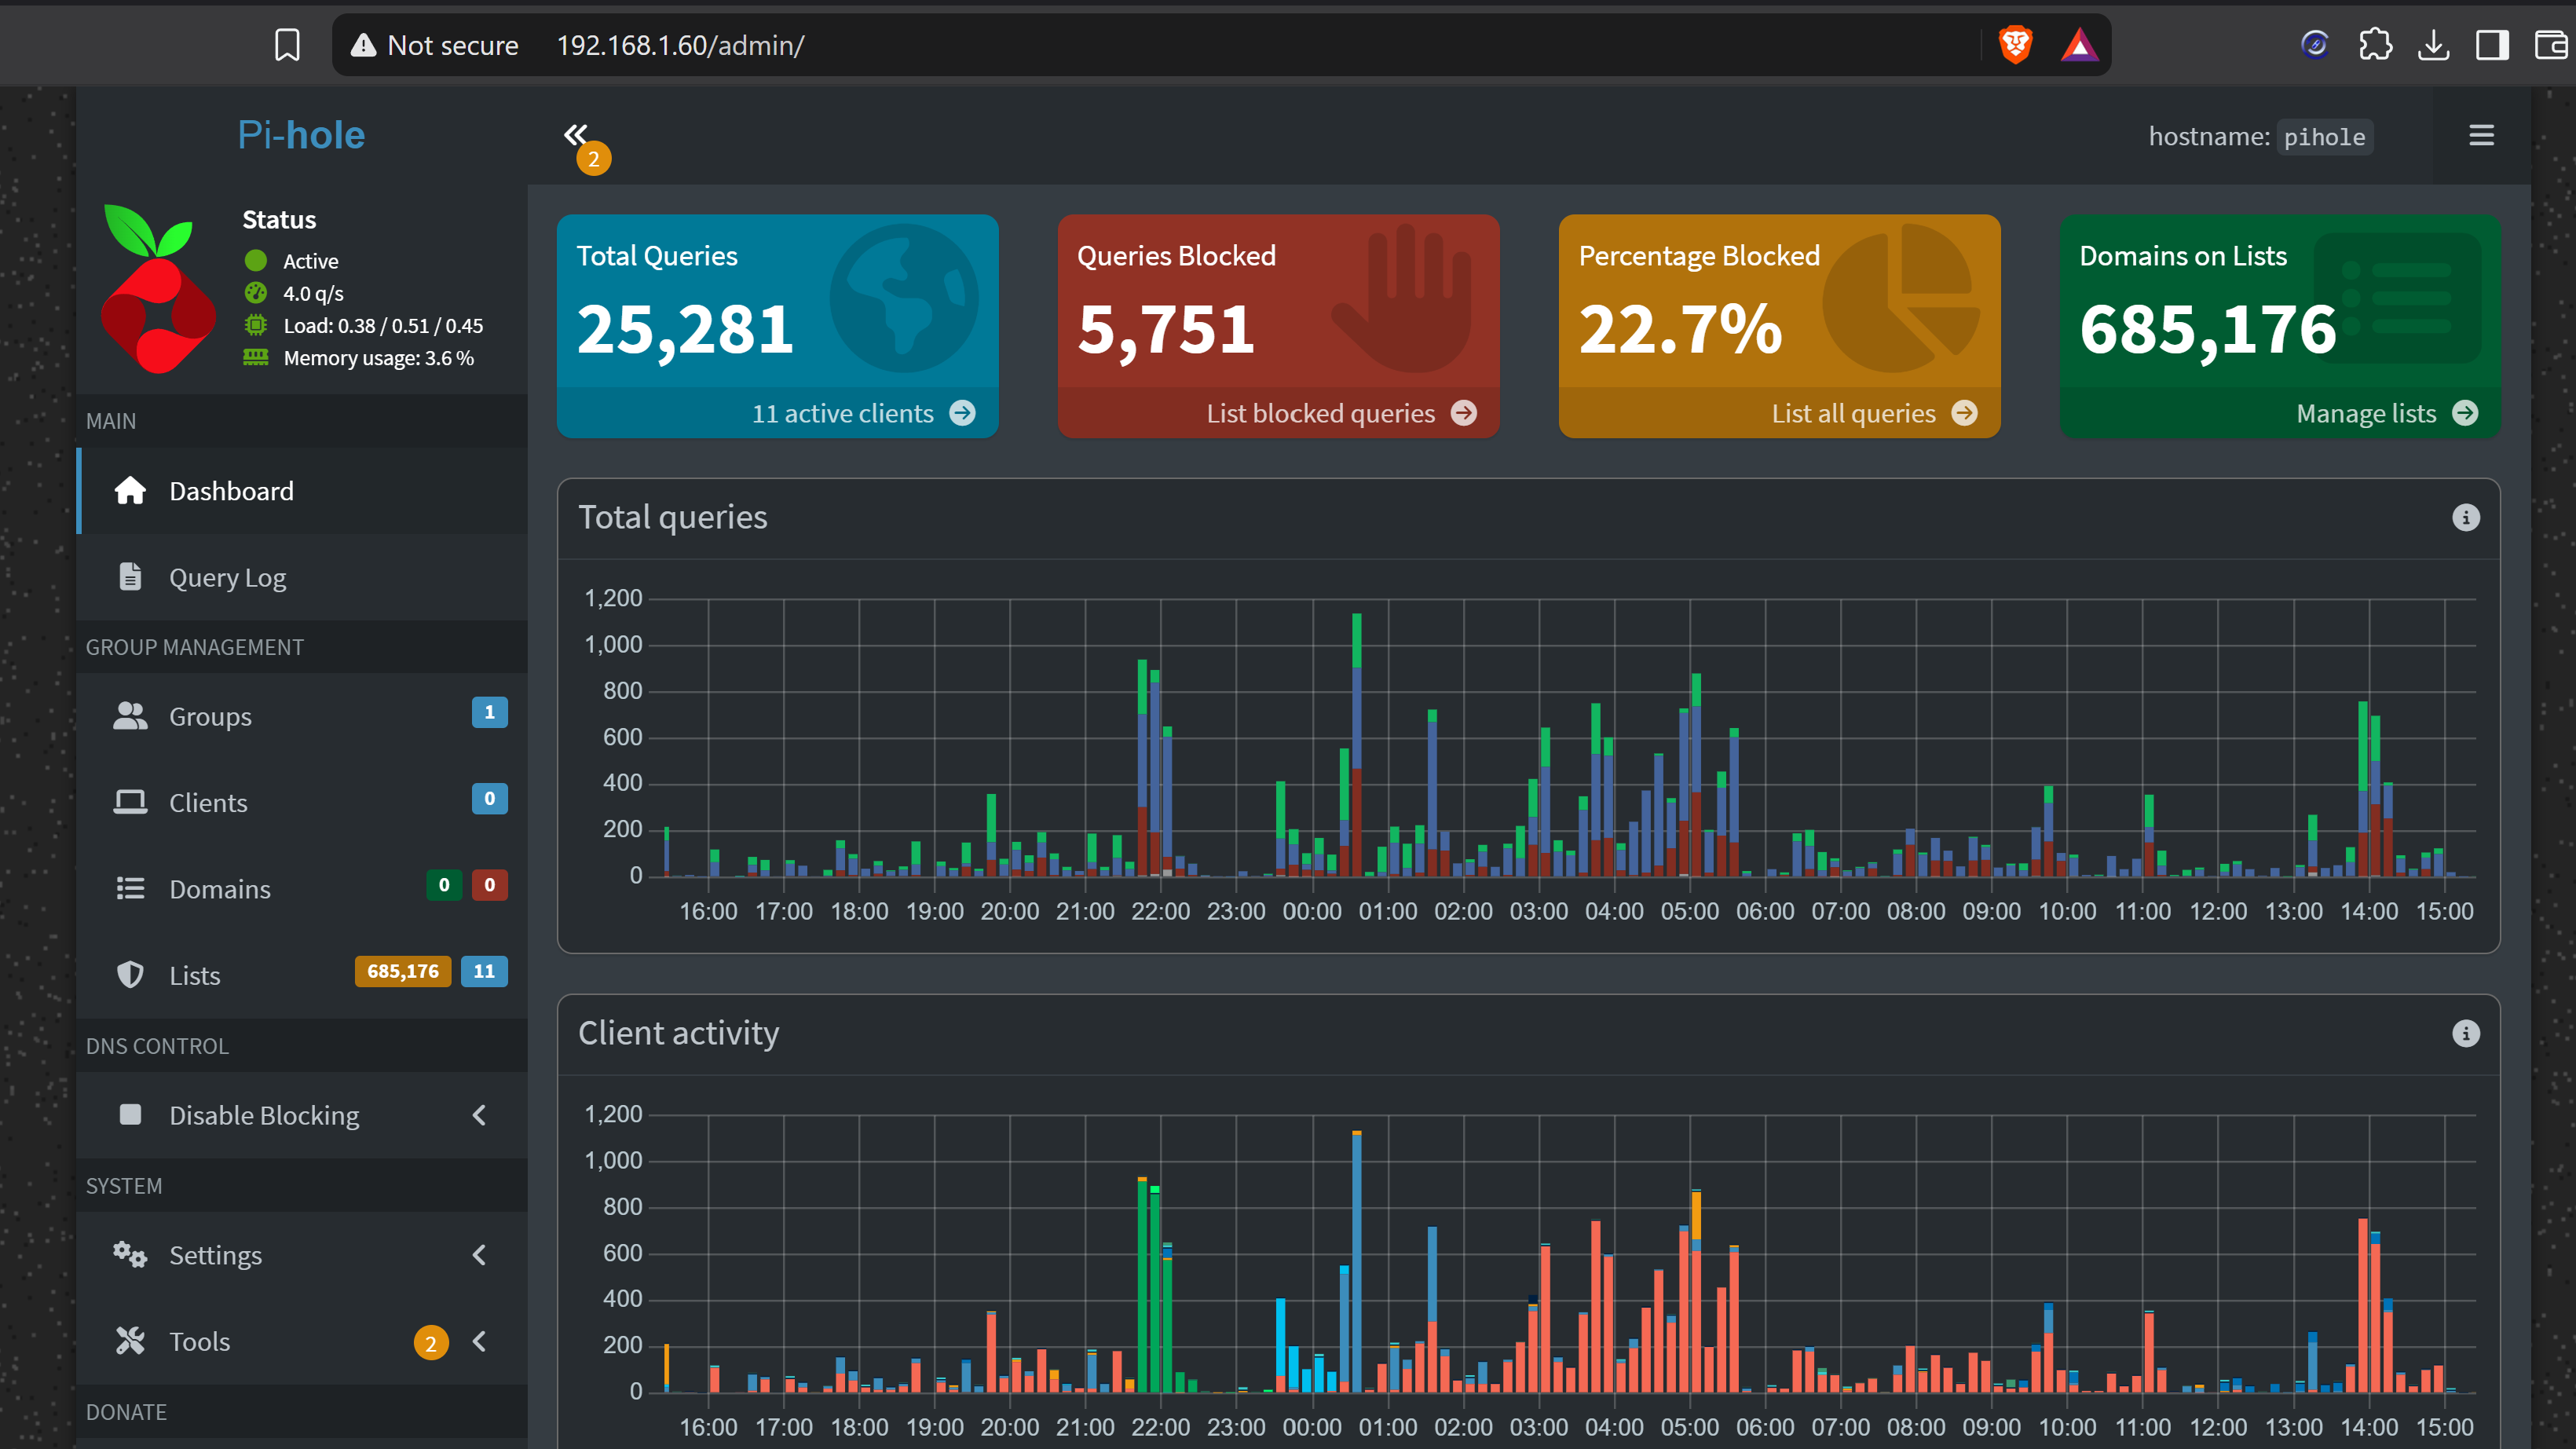 Not secure 192.168.1.60/admin/
Pi-hole
2
hostname: pihole
Status
Active
4.0 q/s
Load: 0.38 / 0.51 / 0.45
Memory usage: 3.6 %
MAIN
Dashboard
Query Log
GROUP MANAGEMENT
Groups 1
Clients 0
Domains 0 0
Lists 685,176 11
DNS CONTROL
Disable Blocking
SYSTEM
Settings
Tools 2
DONATE
Total Queries
25,281
11 active clients
Queries Blocked
5,751
List blocked queries
Percentage Blocked
22.7%
List all queries
Domains on Lists
685,176
Manage lists
Total queries
1,200
1,000
800
600
400
200
0
16:00 17:00 18:00 19:00 20:00 21:00 22:00 23:00 00:00 01:00 02:00 03:00 04:00 05:00 06:00 07:00 08:00 09:00 10:00 11:00 12:00 13:00 14:00 15:00
Client activity
1,200
1,000
800
600
400
200
0
16:00 17:00 18:00 19:00 20:00 21:00 22:00 23:00 00:00 01:00 02:00 03:00 04:00 05:00 06:00 07:00 08:00 09:00 10:00 11:00 12:00 13:00 14:00 15:00